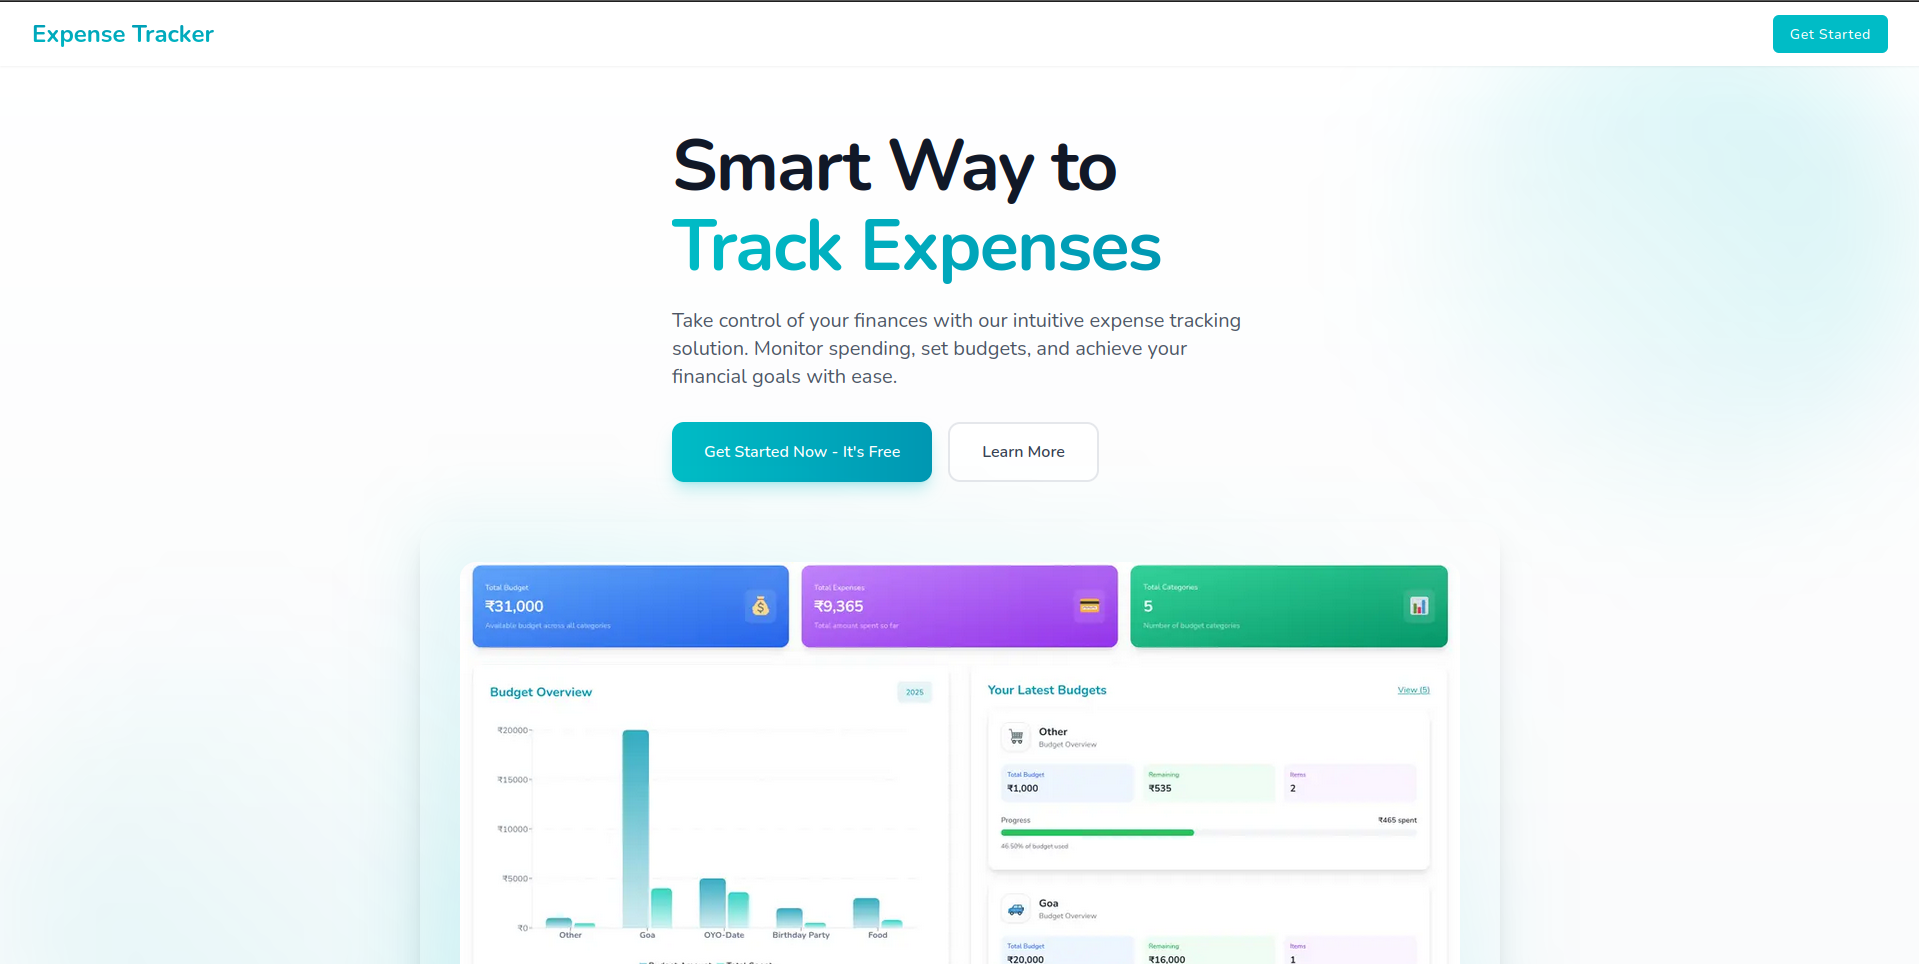 Expense Tracker
Get Started
Smart Way to
Track Expenses
Take control of your finances with our intuitive expense tracking
solution. Monitor spending, set budgets, and achieve your
financial goals with ease.
Get Started Now - It's Free
Learn More
Total Budget
₹31,000
Available budget across all categories
Total Expenses
₹9,365
Total amount spent so far
Total Categories
5
Number of budget categories
Budget Overview
2025
₹20000
₹15000
₹10000
₹5000
₹0
Other
Goa
OYO-Date
Birthday Party
Food
Your Latest Budgets
View (5)
Other
Budget Overview
Total Budget
₹1,000
Remaining
₹535
Items
2
Progress
₹465 spent
46.50% of budget used
Goa
Budget Overview
Total Budget
₹20,000
Remaining
₹16,000
Items
1